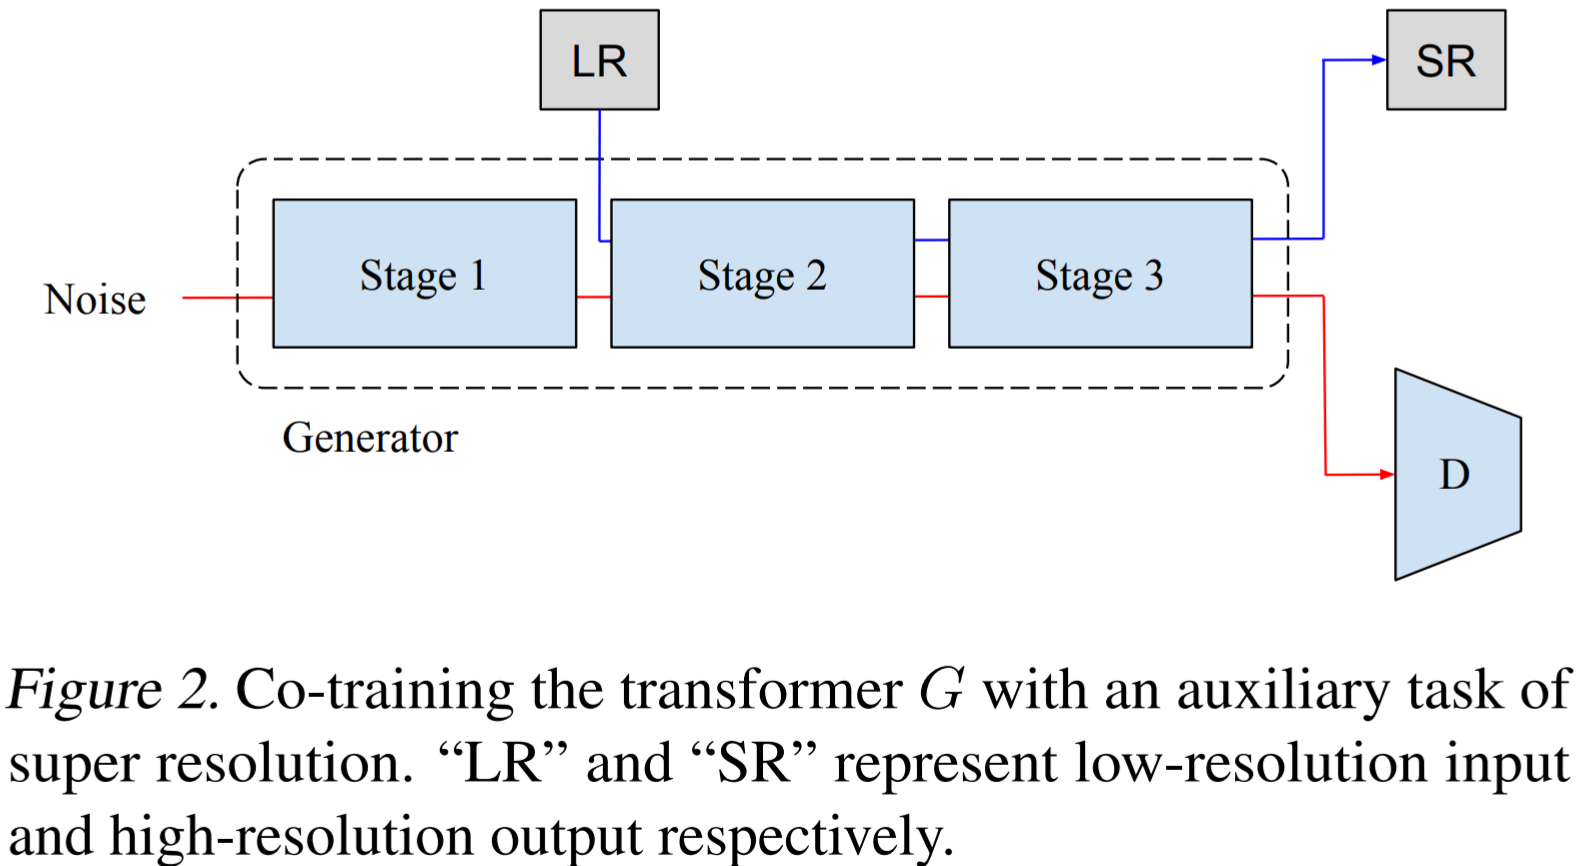 LR
SR
Stage 1
Stage 2
Stage 3
Noise
Generator
D
Figure 2. Co-training the transformer G with an auxiliary task of
super resolution. “LR” and “SR” represent low-resolution input
and high-resolution output respectively.